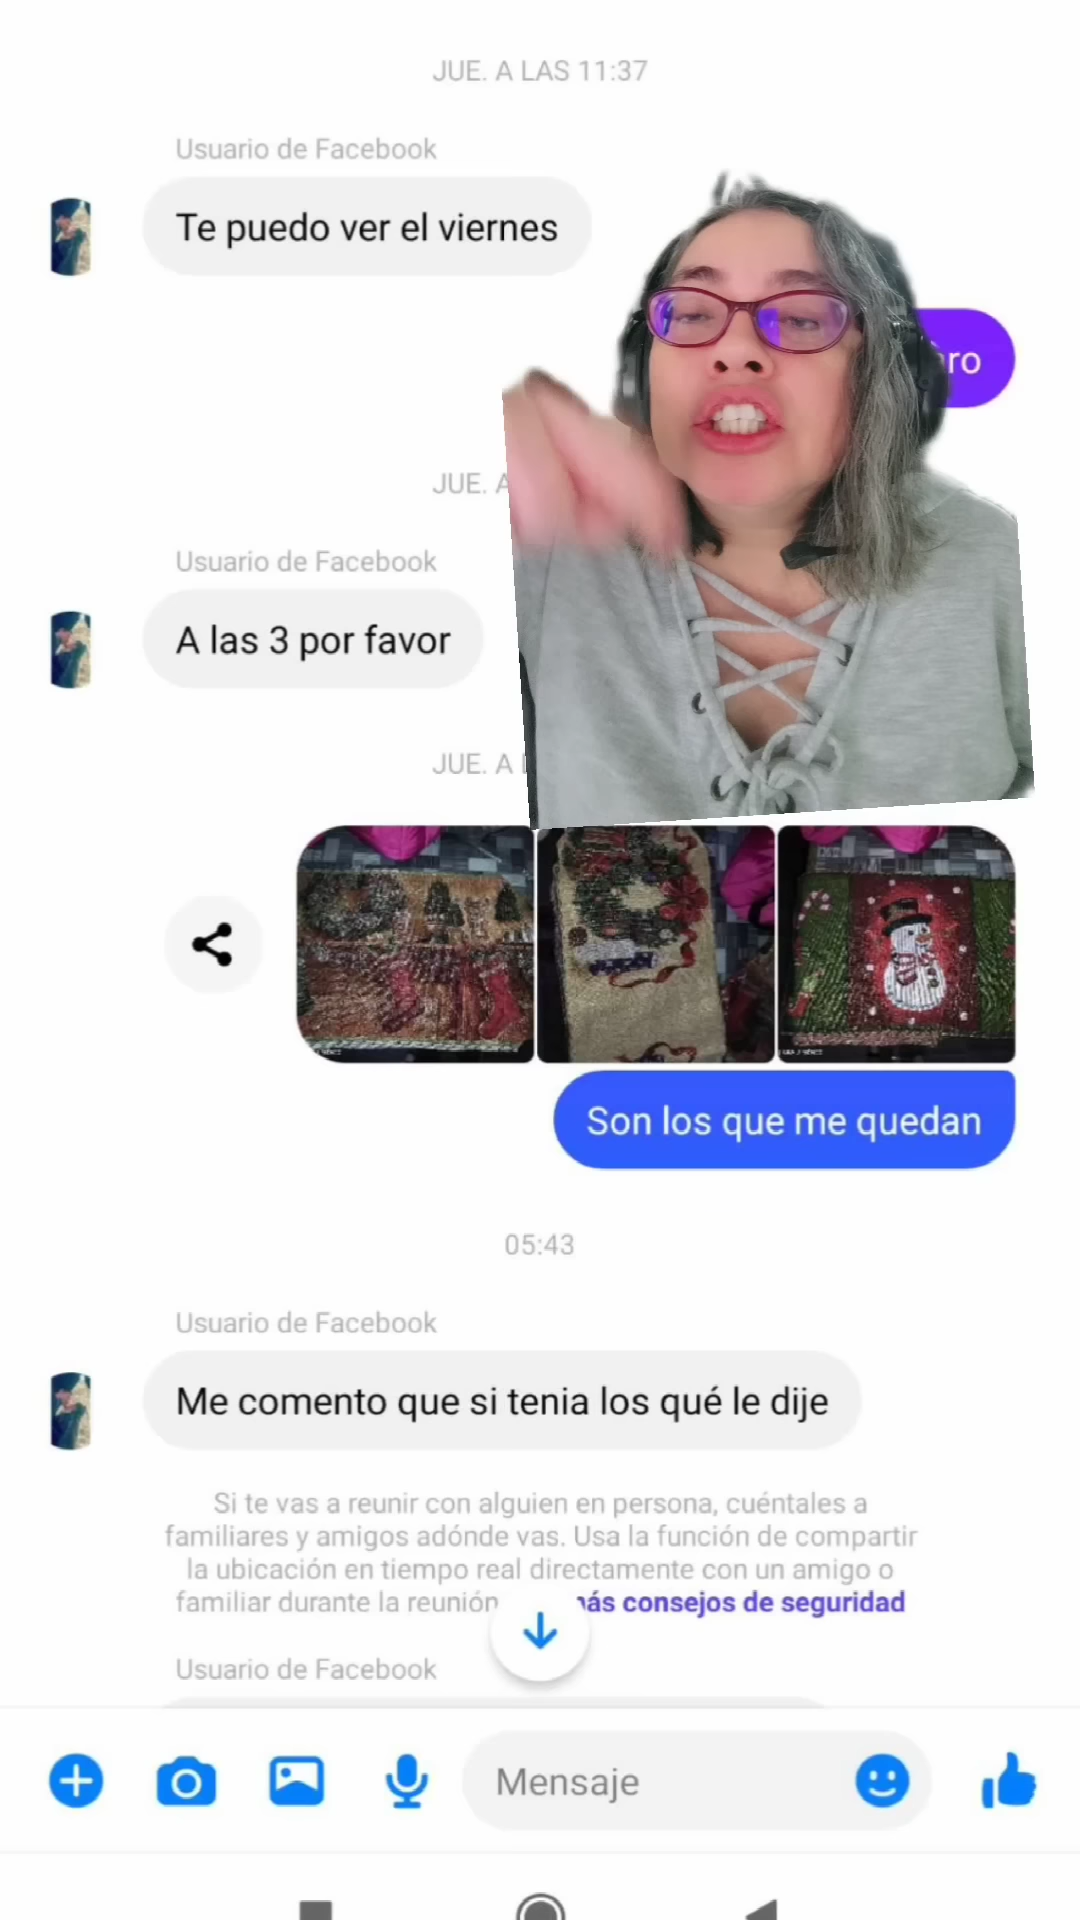 JUE. A LAS 11:37
Usuario de Facebook
Te puedo ver el viernes
JUE. A
Usuario de Facebook
A las 3 por favor
JUE. A
Son los que me quedan
05:43
Usuario de Facebook
Me comento que si tenia los qué le dije
Si te vas a reunir con alguien en persona, cuéntales a
familiares y amigos adónde vas. Usa la función de compartir
la ubicación en tiempo real directamente con un amigo o
familiar durante la reunión
más consejos de seguridad
Usuario de Facebook
Mensaje